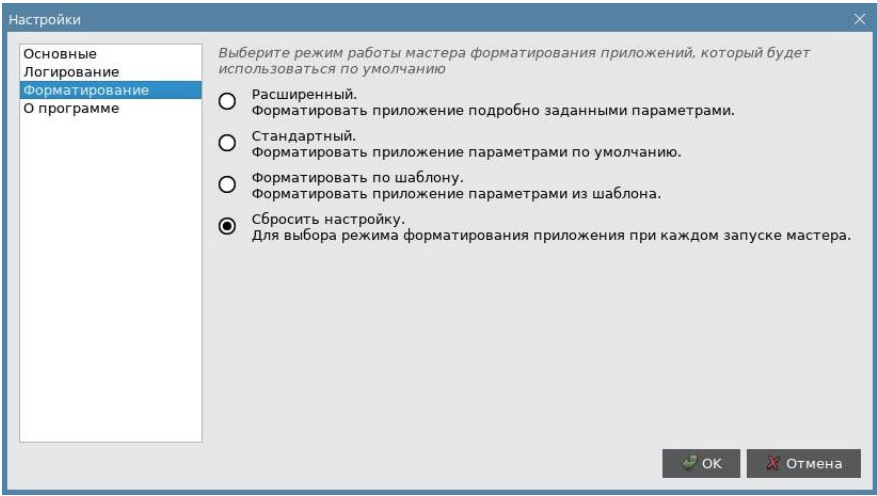 Настройки
Основные
Логирование
Форматирование
О программе
Выберите режим работы мастера форматирования приложений, который будет
использоваться по умолчанию
Расширенный.
Форматировать приложение подробно заданными параметрами.
Стандартный.
Форматировать приложение параметрами по умолчанию.
Форматировать по шаблону.
Форматировать приложение параметрами из шаблона.
Сбросить настройку.
Для выбора режима форматирования приложения при каждом запуске мастера.
OK
Отмена